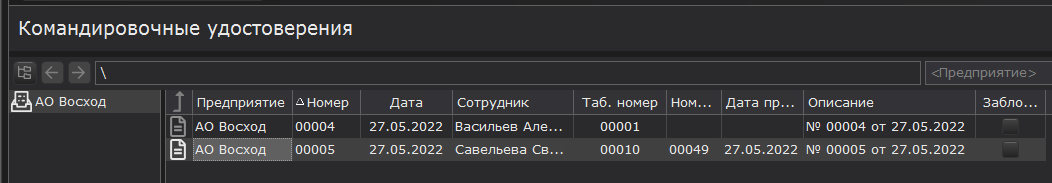 Командировочные удостоверения
\ <Предприятие>
АО Восход
Предприятие Номер Дата Сотрудник Таб. номер Ном... Дата пр... Описание Забло...
АО Восход 00004 27.05.2022 Васильев Але... 00001 № 00004 от 27.05.2022
АО Восход 00005 27.05.2022 Савельева Св... 00010 00049 27.05.2022 № 00005 от 27.05.2022